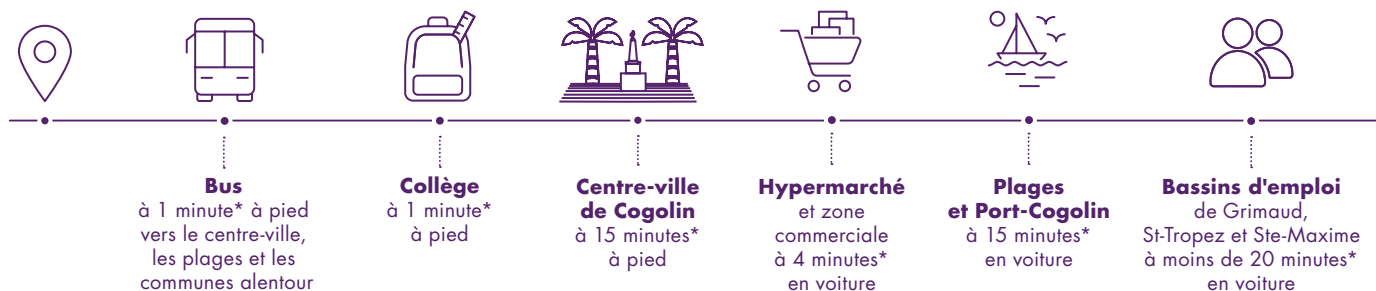 Bus
à 1 minute* à pied
vers le centre-ville,
les plages et les
communes alentour
Collège
à 1 minute*
à pied
Centre-ville
de Cogolin
à 15 minutes*
à pied
Hypermarché
et zone
commerciale
à 4 minutes*
en voiture
Plages
et Port-Cogolin
à 15 minutes*
en voiture
Bassins d'emploi
de Grimaud,
St-Tropez et Ste-Maxime
à moins de 20 minutes*
en voiture